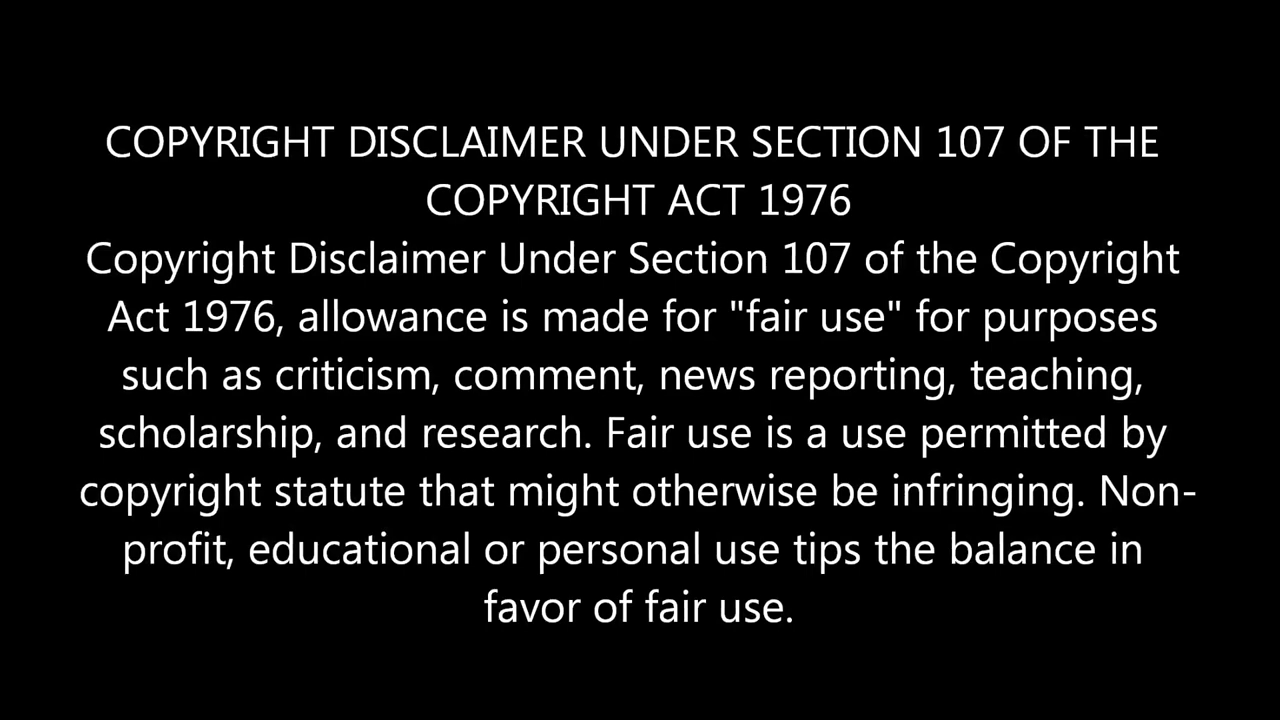 COPYRIGHT DISCLAIMER UNDER SECTION 107 OF THE
COPYRIGHT ACT 1976
Copyright Disclaimer Under Section 107 of the Copyright
Act 1976, allowance is made for "fair use" for purposes
such as criticism, comment, news reporting, teaching,
scholarship, and research. Fair use is a use permitted by
copyright statute that might otherwise be infringing. Non-
profit, educational or personal use tips the balance in
favor of fair use.